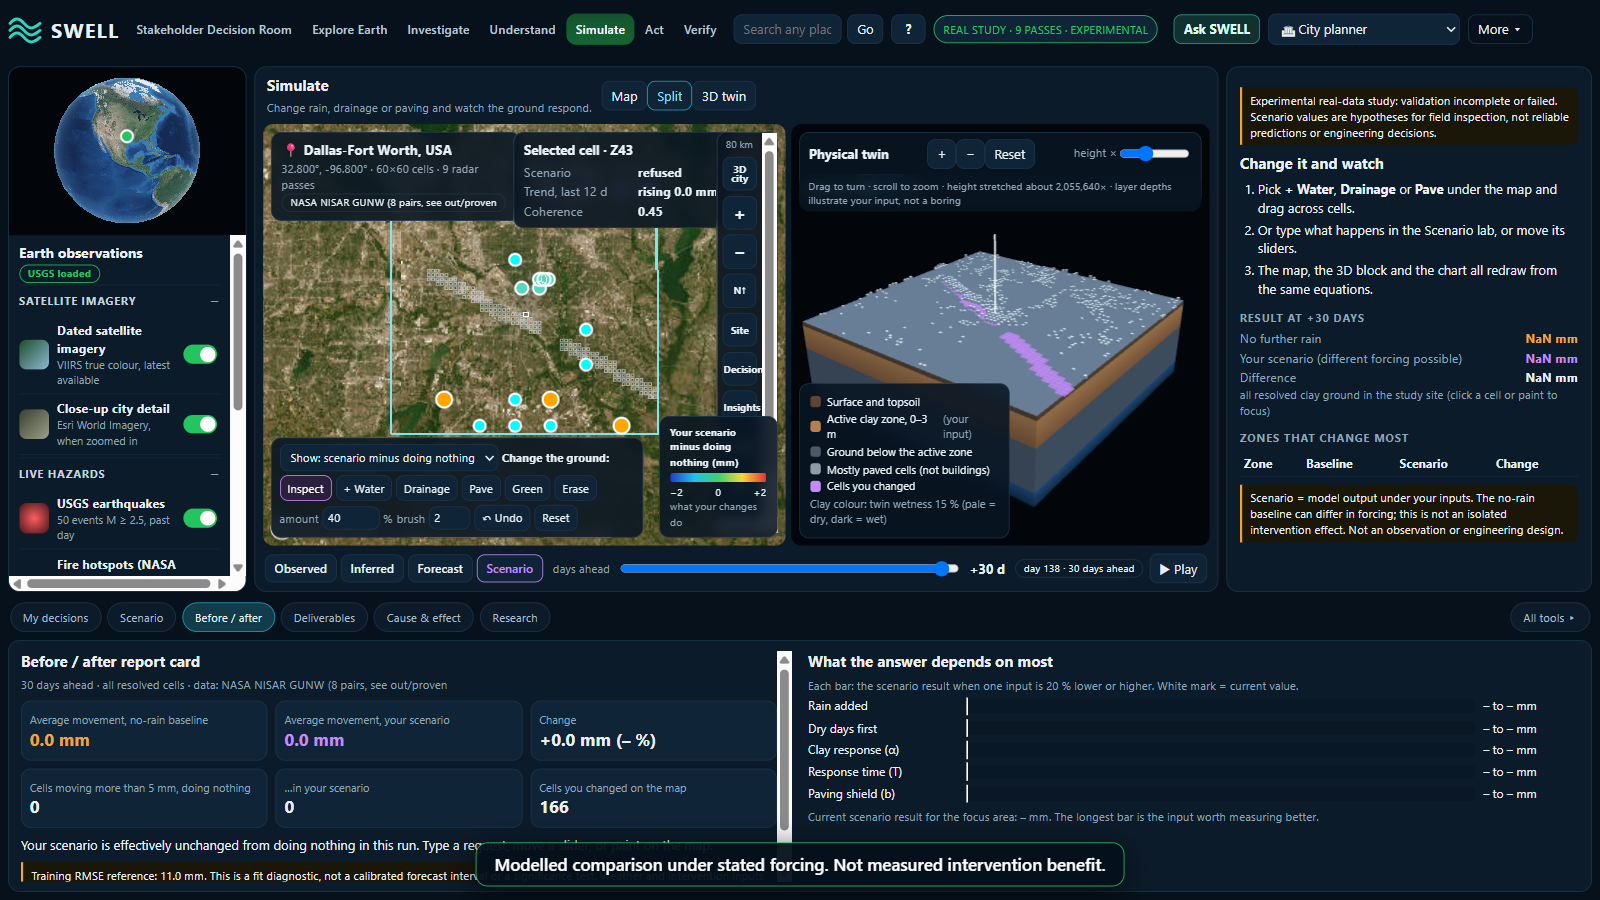 SWELL
Stakeholder Decision Room
Explore Earth
Investigate
Understand
Simulate
Act
Verify
Search any plac
Go
?
REAL STUDY · 9 PASSES · EXPERIMENTAL
Ask SWELL
City planner
More
Earth observations
USGS loaded
SATELLITE IMAGERY
Dated satellite
imagery
VIIRS true colour, latest
available
Close-up city detail
Esri World Imagery,
when zoomed in
LIVE HAZARDS
USGS earthquakes
50 events M ≥ 2.5, past
day
Fire hotspots (NASA
Simulate
Change rain, drainage or paving and watch the ground respond.
Map
Split
3D twin
Dallas-Fort Worth, USA
32.800°, -96.800° · 60×60 cells · 9 radar
passes
NASA NISAR GUNW (8 pairs, see out/proven
Selected cell · Z43
Scenario refused
Trend, last 12 d rising 0.0 mm
Coherence 0.45
80 km
3D
city
+
−
N↑
Site
Decision
Insights
Show: scenario minus doing nothing
Change the ground:
Inspect
+ Water
Drainage
Pave
Green
Erase
amount 40 % brush 2
Undo
Reset
Your scenario
minus doing
nothing (mm)
−2 0 +2
what your changes
do
Physical twin
+
−
Reset
height ×
Drag to turn · scroll to zoom · height stretched about 2,055,640× · layer depths
illustrate your input, not a boring
Surface and topsoil
Active clay zone, 0–3 m (your input)
Ground below the active zone
Mostly paved cells (not buildings)
Cells you changed
Clay colour: twin wetness 15 % (pale =
dry, dark = wet)
Observed
Inferred
Forecast
Scenario
days ahead
+30 d
day 138 · 30 days ahead
▶ Play
Experimental real-data study: validation incomplete or failed.
Scenario values are hypotheses for field inspection, not reliable
predictions or engineering decisions.
Change it and watch
1. Pick + Water, Drainage or Pave under the map and
drag across cells.
2. Or type what happens in the Scenario lab, or move its
sliders.
3. The map, the 3D block and the chart all redraw from
the same equations.
RESULT AT +30 DAYS
No further rain NaN mm
Your scenario (different forcing possible) NaN mm
Difference NaN mm
all resolved clay ground in the study site (click a cell or paint to
focus)
ZONES THAT CHANGE MOST
Zone Baseline Scenario Change
Scenario = model output under your inputs. The no-rain
baseline can differ in forcing; this is not an isolated
intervention effect. Not an observation or engineering design.
My decisions
Scenario
Before / after
Deliverables
Cause & effect
Research
All tools
Before / after report card
30 days ahead · all resolved cells · data: NASA NISAR GUNW (8 pairs, see out/proven
Average movement, no-rain baseline
0.0 mm
Average movement, your scenario
0.0 mm
Change
+0.0 mm (– %)
Cells moving more than 5 mm, doing nothing
0
...in your scenario
0
Cells you changed on the map
166
Your scenario is effectively unchanged from doing nothing in this run. Type a request, move a slider, or paint on the map.
Training RMSE reference: 11.0 mm. This is a fit diagnostic, not a calibrated forecast interval
What the answer depends on most
Each bar: the scenario result when one input is 20 % lower or higher. White mark = current value.
Rain added – to – mm
Dry days first – to – mm
Clay response (α) – to – mm
Response time (T) – to – mm
Paving shield (b) – to – mm
Current scenario result for the focus area: – mm. The longest bar is the input worth measuring better.
Modelled comparison under stated forcing. Not measured intervention benefit.